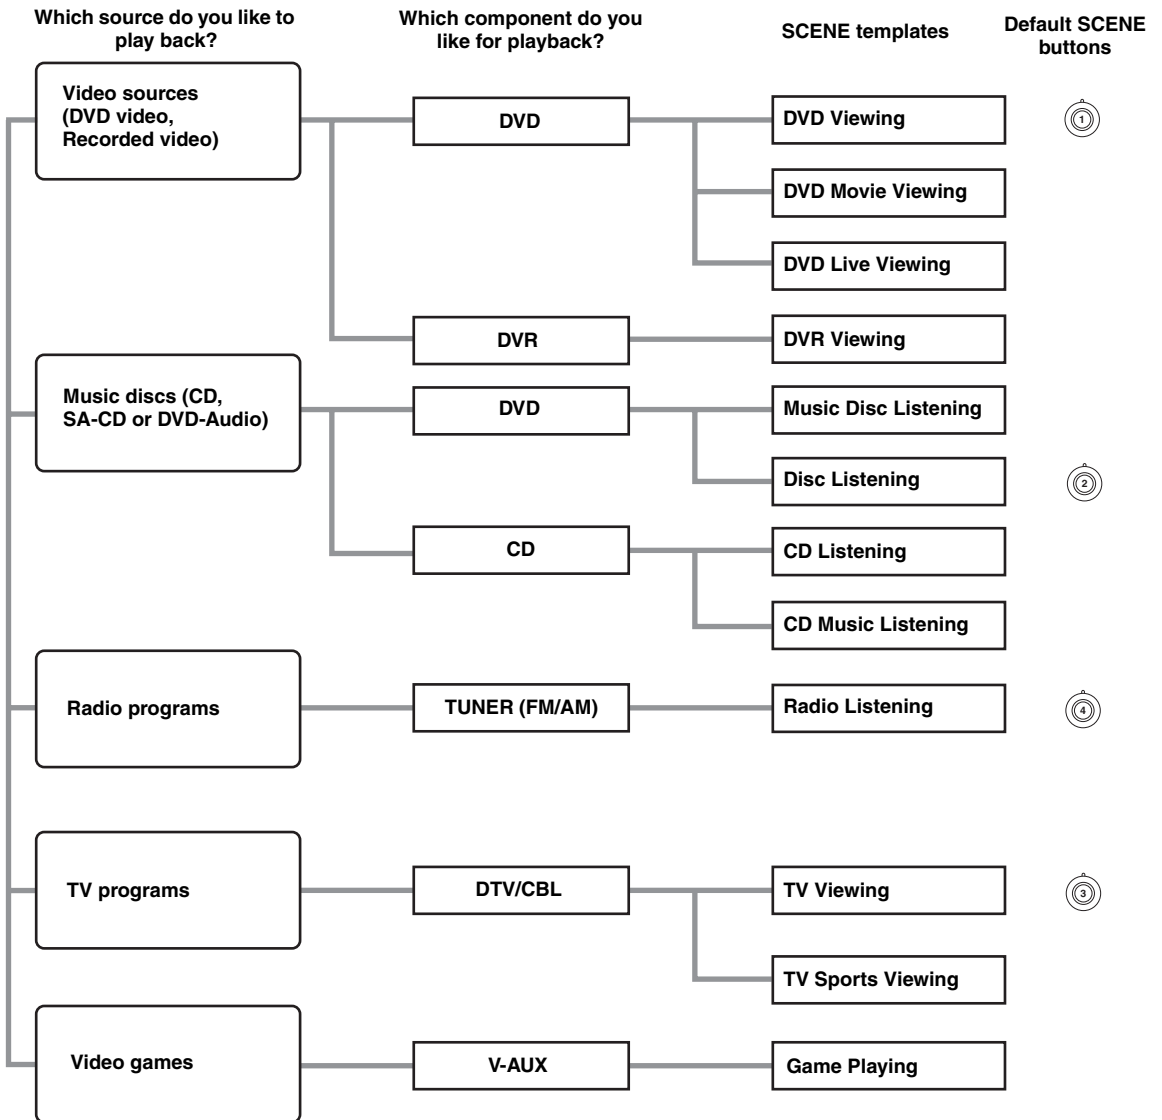 Which source do you like to
play back?
Which component do you
like for playback?
SCENE templates
Default SCENE
buttons
Video sources
(DVD video,
Recorded video)
DVD
DVD Viewing
1
DVD Movie Viewing
DVD Live Viewing
DVR
DVR Viewing
Music discs (CD,
SA-CD or DVD-Audio)
DVD
Music Disc Listening
Disc Listening
2
CD
CD Listening
CD Music Listening
Radio programs
TUNER (FM/AM)
Radio Listening
4
TV programs
DTV/CBL
TV Viewing
3
TV Sports Viewing
Video games
V-AUX
Game Playing